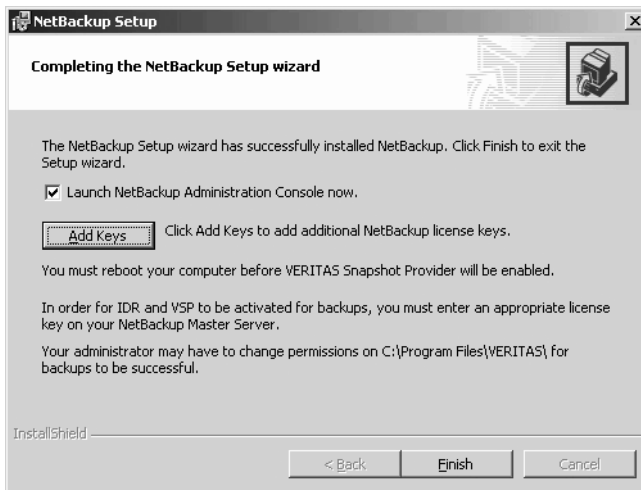 NetBackup Setup
Completing the NetBackup Setup wizard
The NetBackup Setup wizard has successfully installed NetBackup. Click Finish to exit the
Setup wizard.
Launch NetBackup Administration Console now.
Add Keys Click Add Keys to add additional NetBackup license keys.
You must reboot your computer before VERITAS Snapshot Provider will be enabled.
In order for IDR and VSP to be activated for backups, you must enter an appropriate license
key on your NetBackup Master Server.
Your administrator may have to change permissions on C:\Program Files\VERITAS\ for
backups to be successful.
InstallShield
< Back Finish Cancel